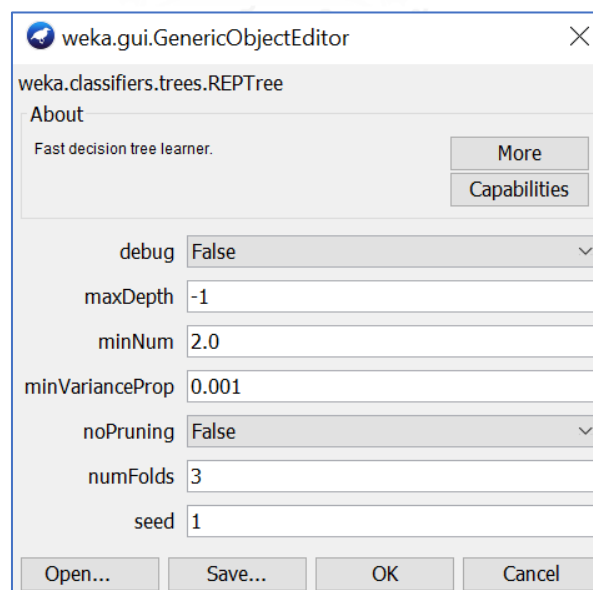 weka.gui.GenericObjectEditor
weka.classifiers.trees.REPTree
About
Fast decision tree learner.
More
Capabilities
debug False
maxDepth -1
minNum 2.0
minVarianceProp 0.001
noPruning False
numFolds 3
seed 1
Open... Save... OK Cancel